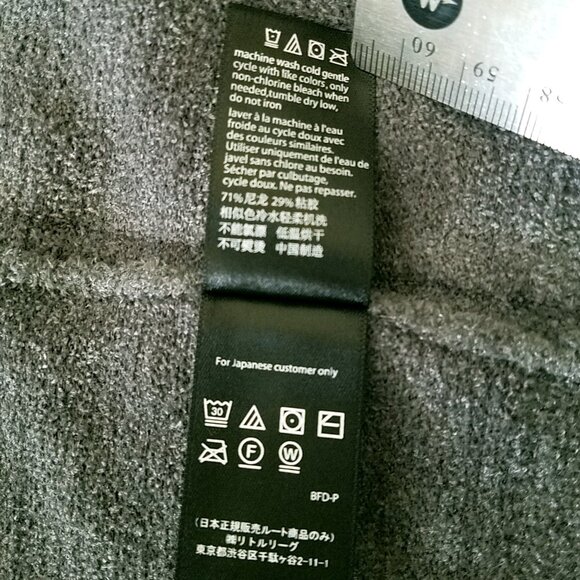 60
59
58
machine wash cold gentle
cycle with like colors, only
non-chlorine bleach when
needed,tumble dry low,
do not iron
laver à la machine à l'eau
froide au cycle doux avec
des couleurs similaires.
Utiliser uniquement de l'eau de
javel sans chlore au besoin.
Sécher par culbutage,
cycle doux. Ne pas repasser.
71%尼龙 29%粘胶
相似色冷水轻柔机洗
不能氯漂 低温烘干
不可熨烫 中国制造
For Japanese customer only
30
F W
BFD-P
(日本正規販売ルート商品のみ)
㈱リトルリーグ
東京都渋谷区千駄ヶ谷2-11-1